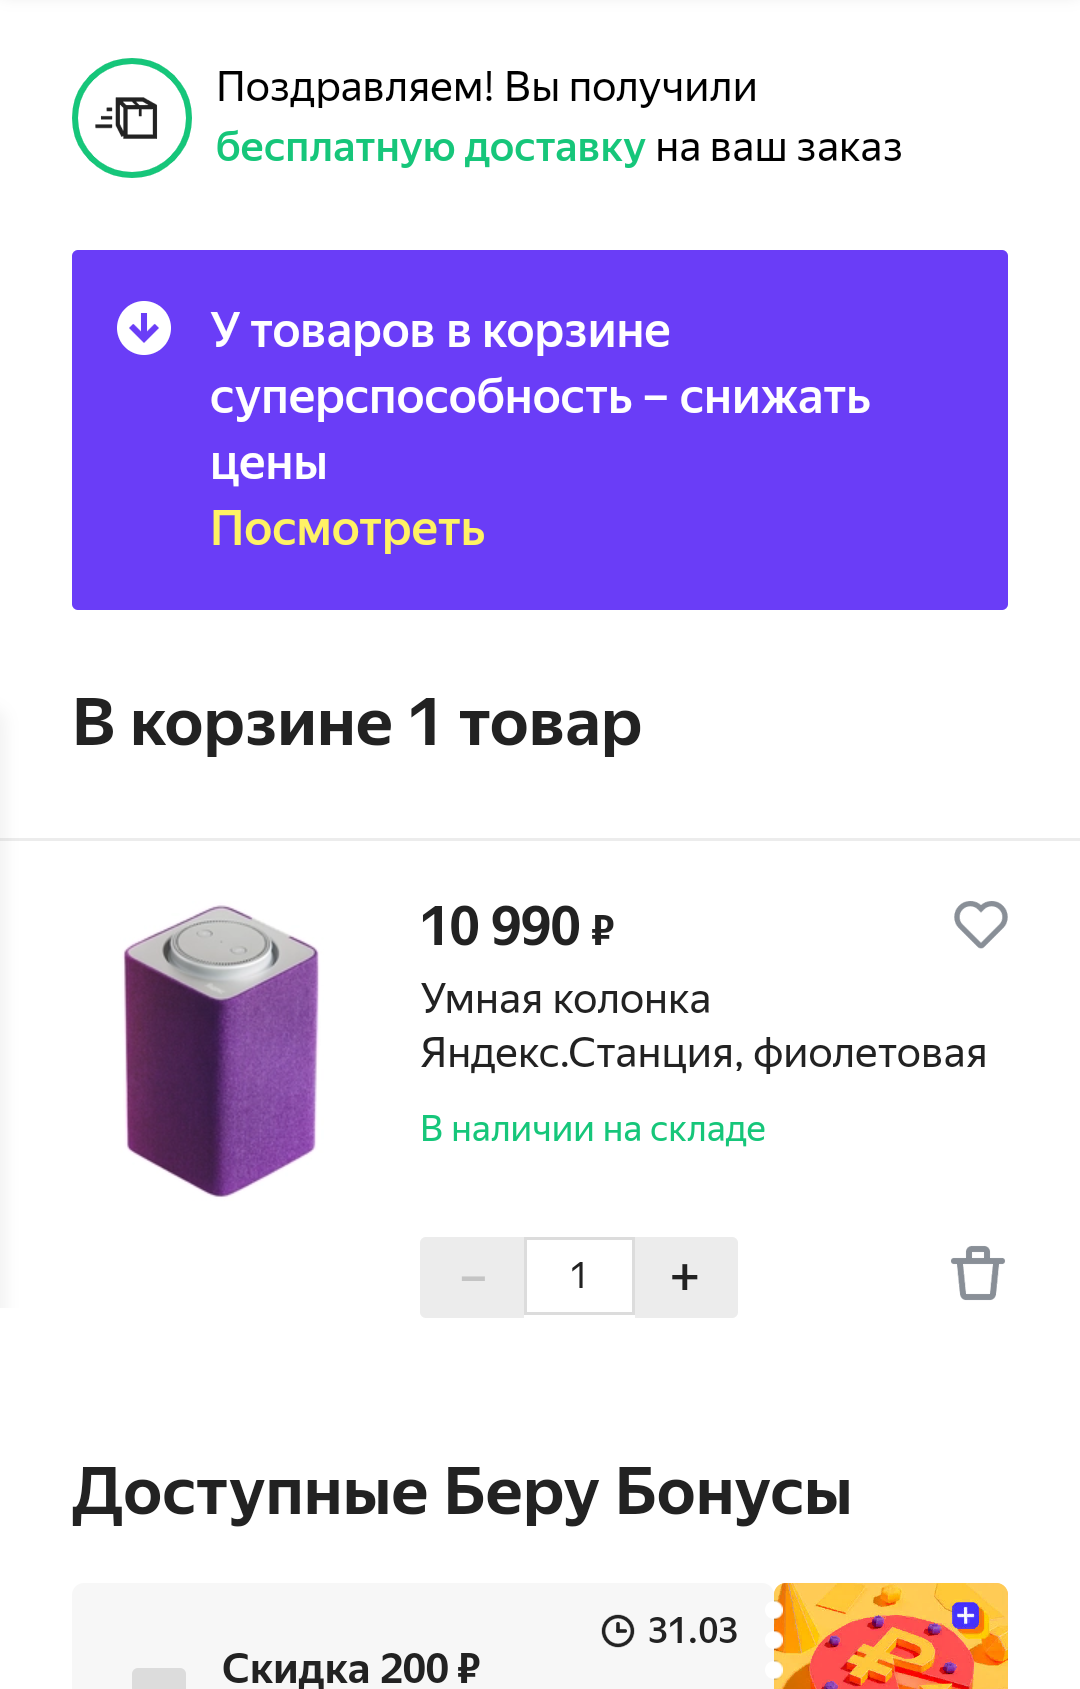 Поздравляем! Вы получили
бесплатную доставку на ваш заказ
У товаров в корзине
суперспособность – снижать
цены
Посмотреть
В корзине 1 товар
10 990 ₽
Умная колонка
Яндекс.Станция, фиолетовая
В наличии на складе
− 1 +
Доступные Беру Бонусы
31.03
Скидка 200 ₽